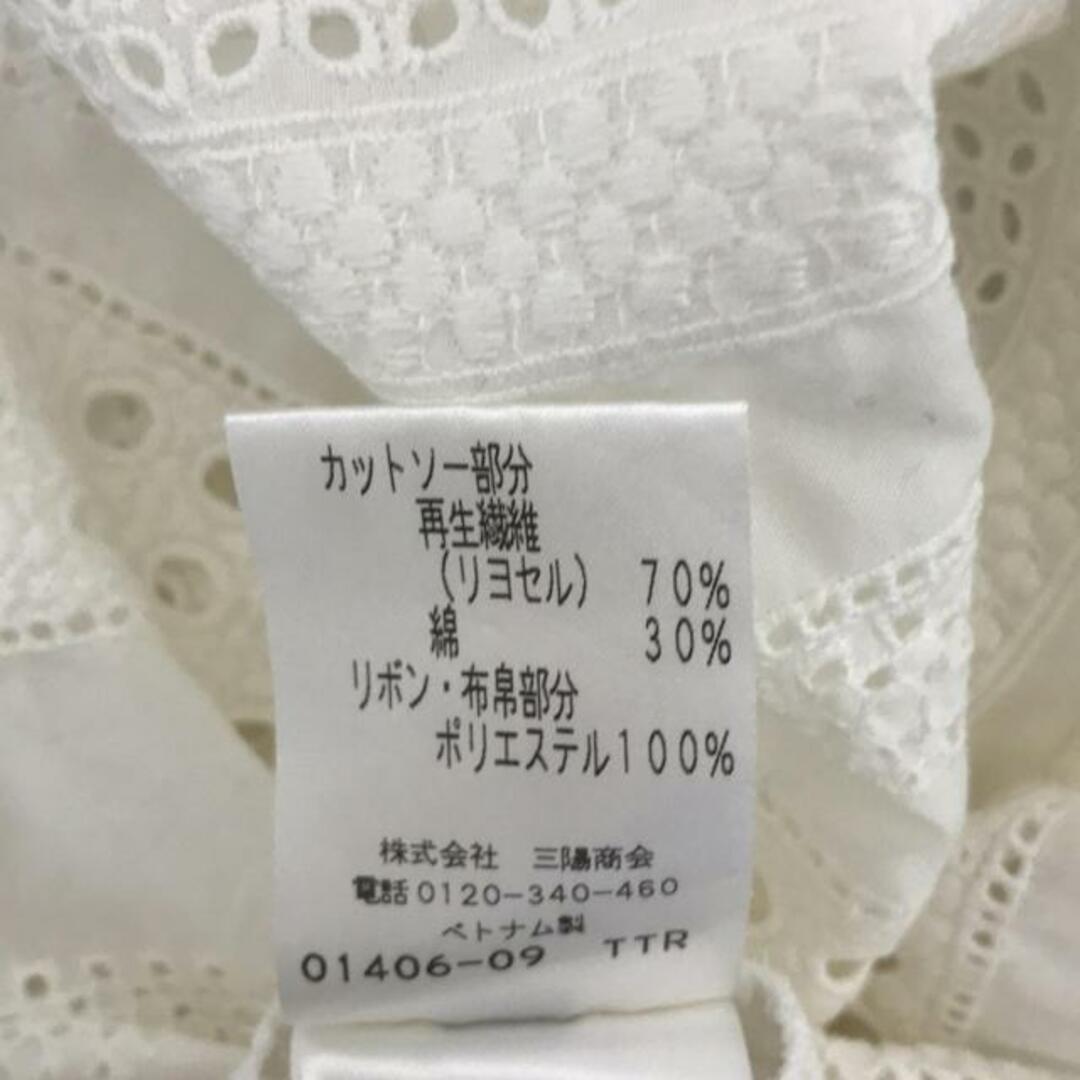 カットソー部分
再生繊維
(リヨセル) 70%
綿 30%
リボン・布帛部分
ポリエステル100%
株式会社 三陽商会
電話0120-340-460
ベトナム製
01406-09 TTR